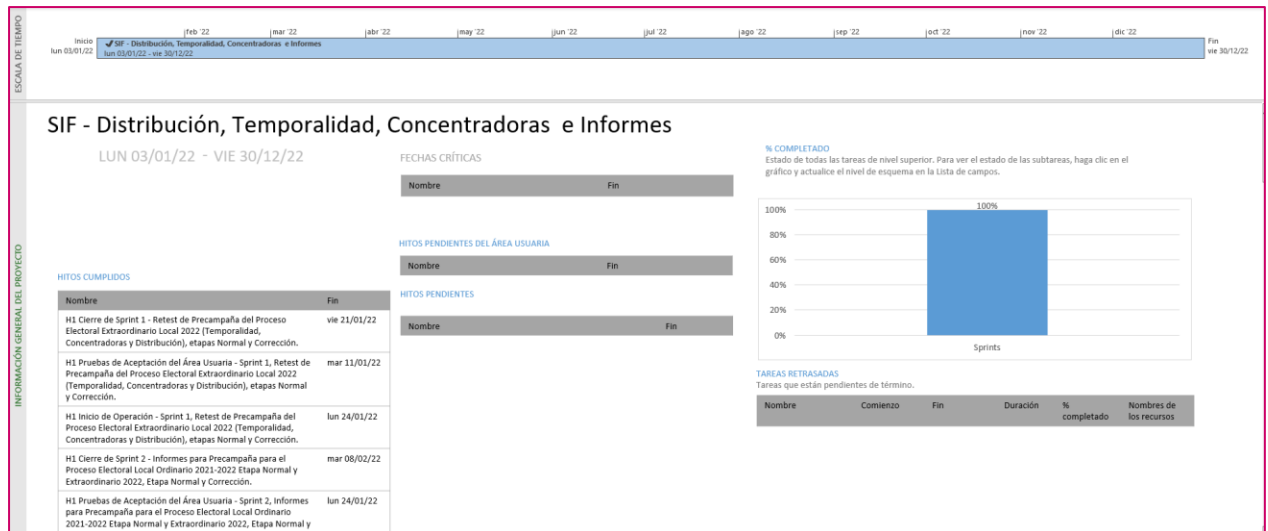 ESCALA DE TIEMPO
feb '22 mar '22 abr '22 may '22 jun '22 jul '22 ago '22 sep '22 oct '22 nov '22 dic '22
Inicio
lun 03/01/22
SIF - Distribución, Temporalidad, Concentradoras e Informes
lun 03/01/22 - vie 30/12/22
Fin
vie 30/12/22
INFORMACIÓN GENERAL DEL PROYECTO
SIF - Distribución, Temporalidad, Concentradoras e Informes
LUN 03/01/22 - VIE 30/12/22
HITOS CUMPLIDOS
Nombre Fin
H1 Cierre de Sprint 1 - Retest de Precampaña del Proceso vie 21/01/22
Electoral Extraordinario Local 2022 (Temporalidad,
Concentradoras y Distribución), etapas Normal y Corrección.
H1 Pruebas de Aceptación del Área Usuaria - Sprint 1, Retest de mar 11/01/22
Precampaña del Proceso Electoral Extraordinario Local 2022
(Temporalidad, Concentradoras y Distribución), etapas Normal
y Corrección.
H1 Inicio de Operación - Sprint 1, Retest de Precampaña del lun 24/01/22
Proceso Electoral Extraordinario Local 2022 (Temporalidad,
Concentradoras y Distribución), etapas Normal y Corrección.
H1 Cierre de Sprint 2 - Informes para Precampaña para el mar 08/02/22
Proceso Electoral Local Ordinario 2021-2022 Etapa Normal y
Extraordinario 2022, Etapa Normal y Corrección.
H1 Pruebas de Aceptación del Área Usuaria - Sprint 2, Informes lun 24/01/22
para Precampaña para el Proceso Electoral Local Ordinario
2021-2022 Etapa Normal y Extraordinario 2022, Etapa Normal y
FECHAS CRÍTICAS
Nombre Fin
HITOS PENDIENTES DEL ÁREA USUARIA
Nombre Fin
HITOS PENDIENTES
Nombre Fin
% COMPLETADO
Estado de todas las tareas de nivel superior. Para ver el estado de las subtareas, haga clic en el
gráfico y actualice el nivel de esquema en la Lista de campos.
100%
100%
80%
60%
40%
20%
0%
Sprints
TAREAS RETRASADAS
Tareas que están pendientes de término.
Nombre Comienzo Fin Duración % Nombres de
completado los recursos